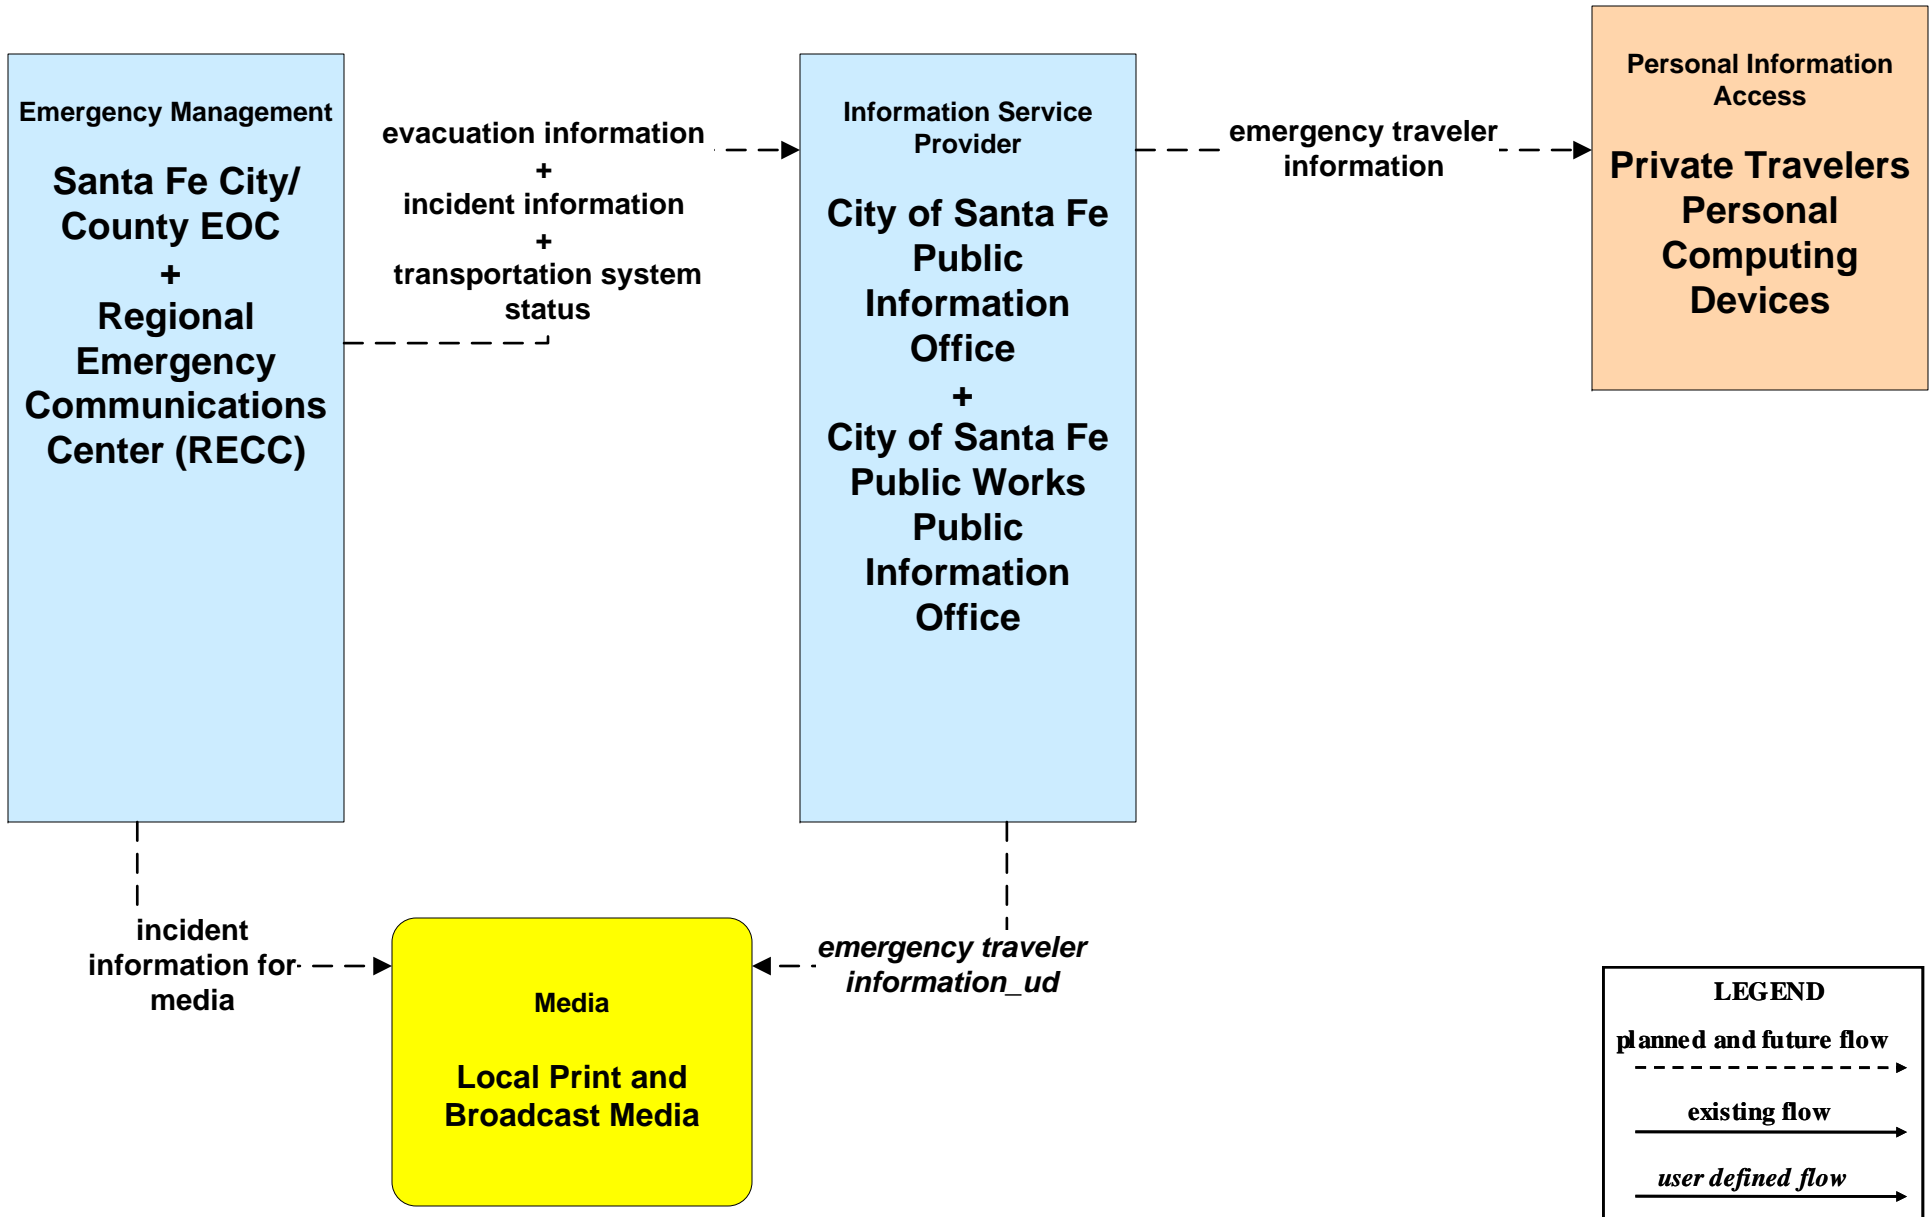 Emergency Management
Santa Fe City/
County EOC
+
Regional
Emergency
Communications
Center (RECC)
evacuation information
+
incident information
+
transportation system
status
Information Service
Provider
City of Santa Fe
Public
Information
Office
+
City of Santa Fe
Public Works
Public
Information
Office
emergency traveler
information
Personal Information
Access
Private Travelers
Personal
Computing
Devices
incident
information for
media
Media
Local Print and
Broadcast Media
emergency traveler
information_ud
LEGEND
planned and future flow
existing flow
user defined flow